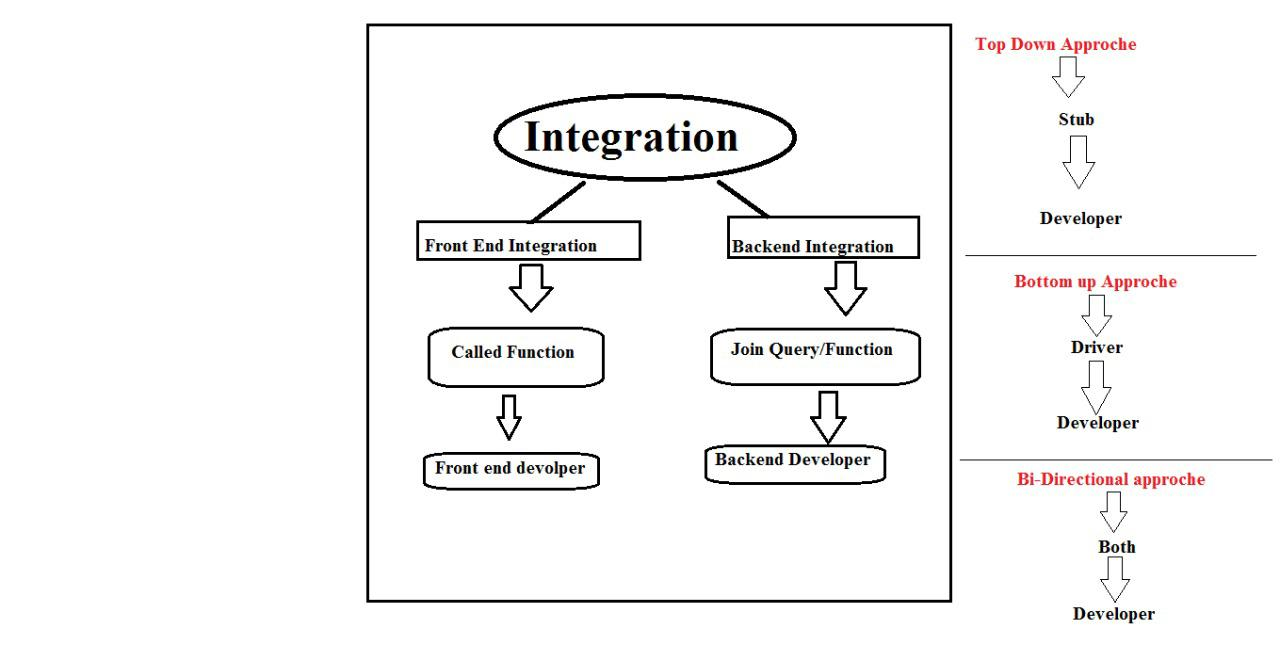 Integration
Front End Integration
Backend Integration
Called Function
Join Query/Function
Front end devolper
Backend Developer
Top Down Approche
Stub
Developer
Bottom up Approche
Driver
Developer
Bi-Directional approche
Both
Developer